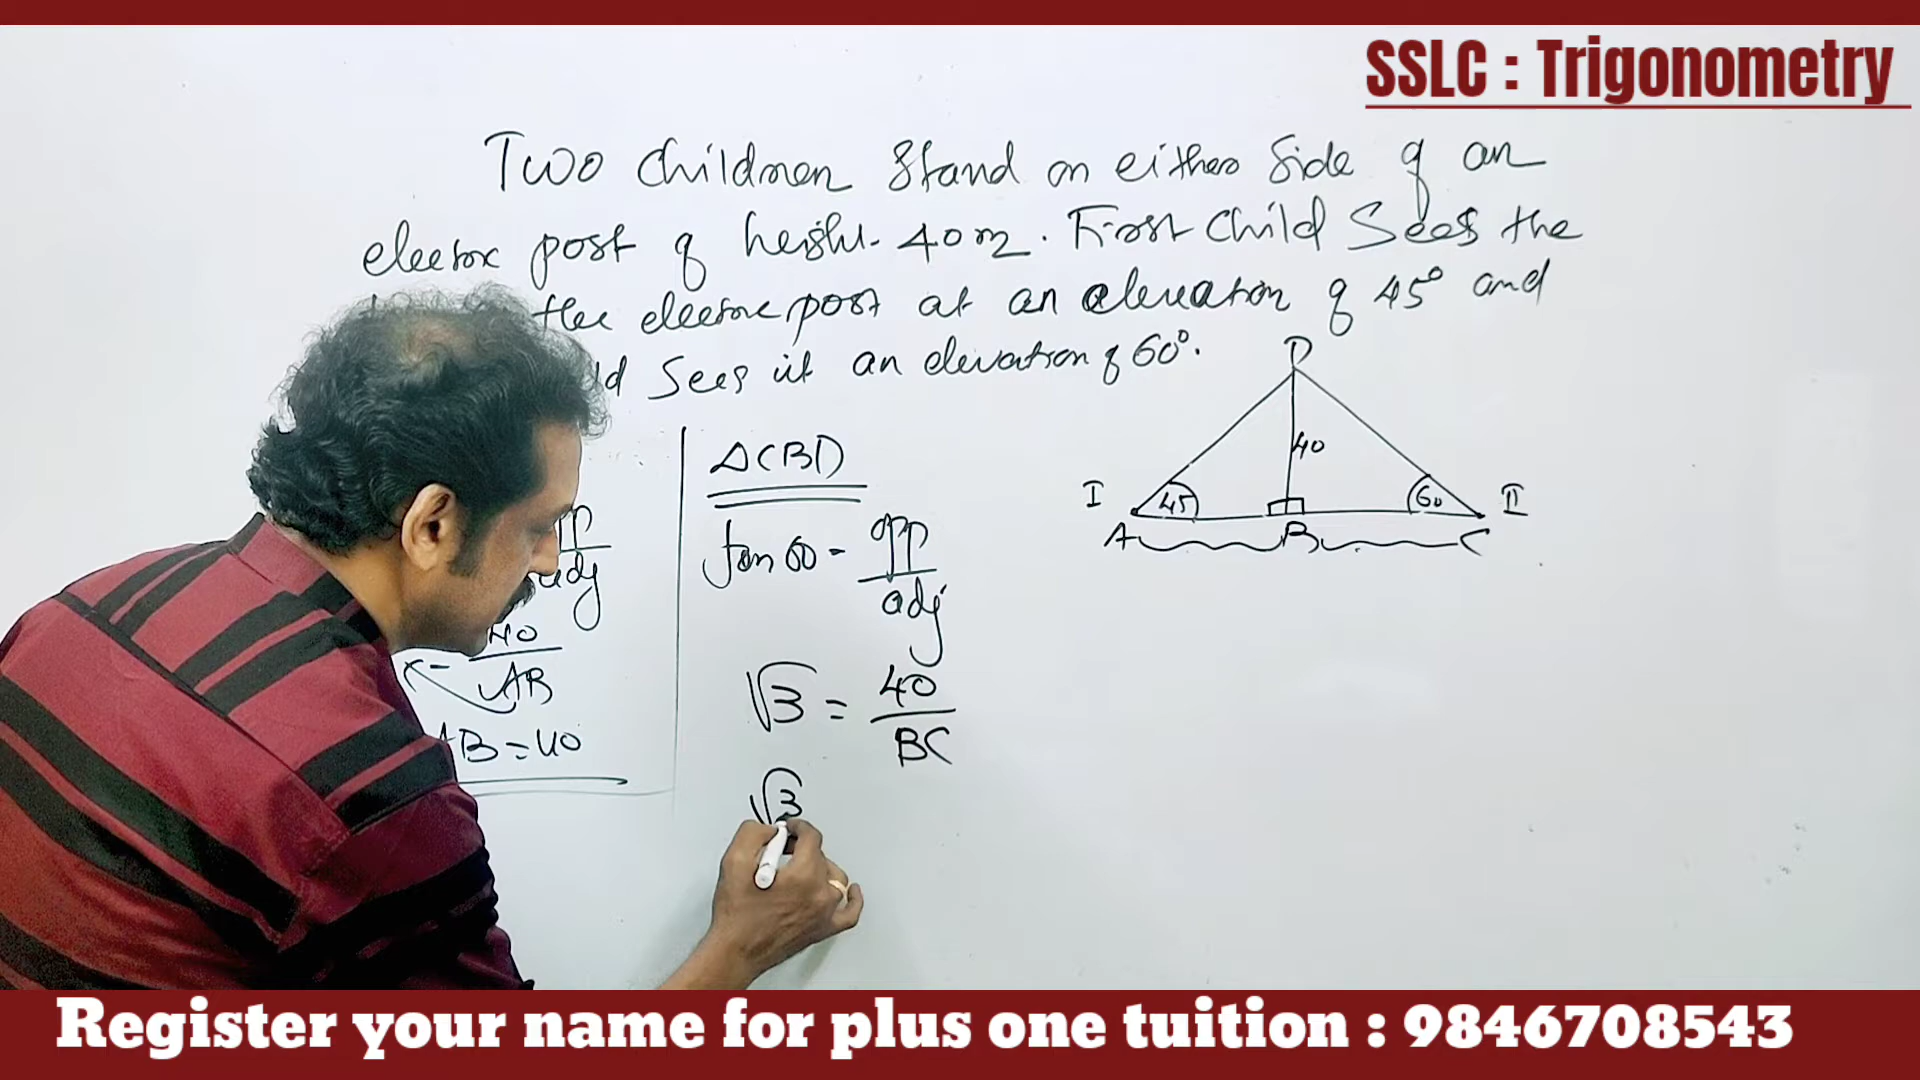 SSLC : Trigonometry
Two children stand on either side of an
electric post of height 40m. First child sees the
the electric post at an elevation of 45° and
sees it an elevation of 60°.
D
40
I 45 60 II
A B C
adj
40
AB
AB = 40
△CBD
tan 60 = opp
adj
√3 = 40
BC
√3
Register your name for plus one tuition : 9846708543